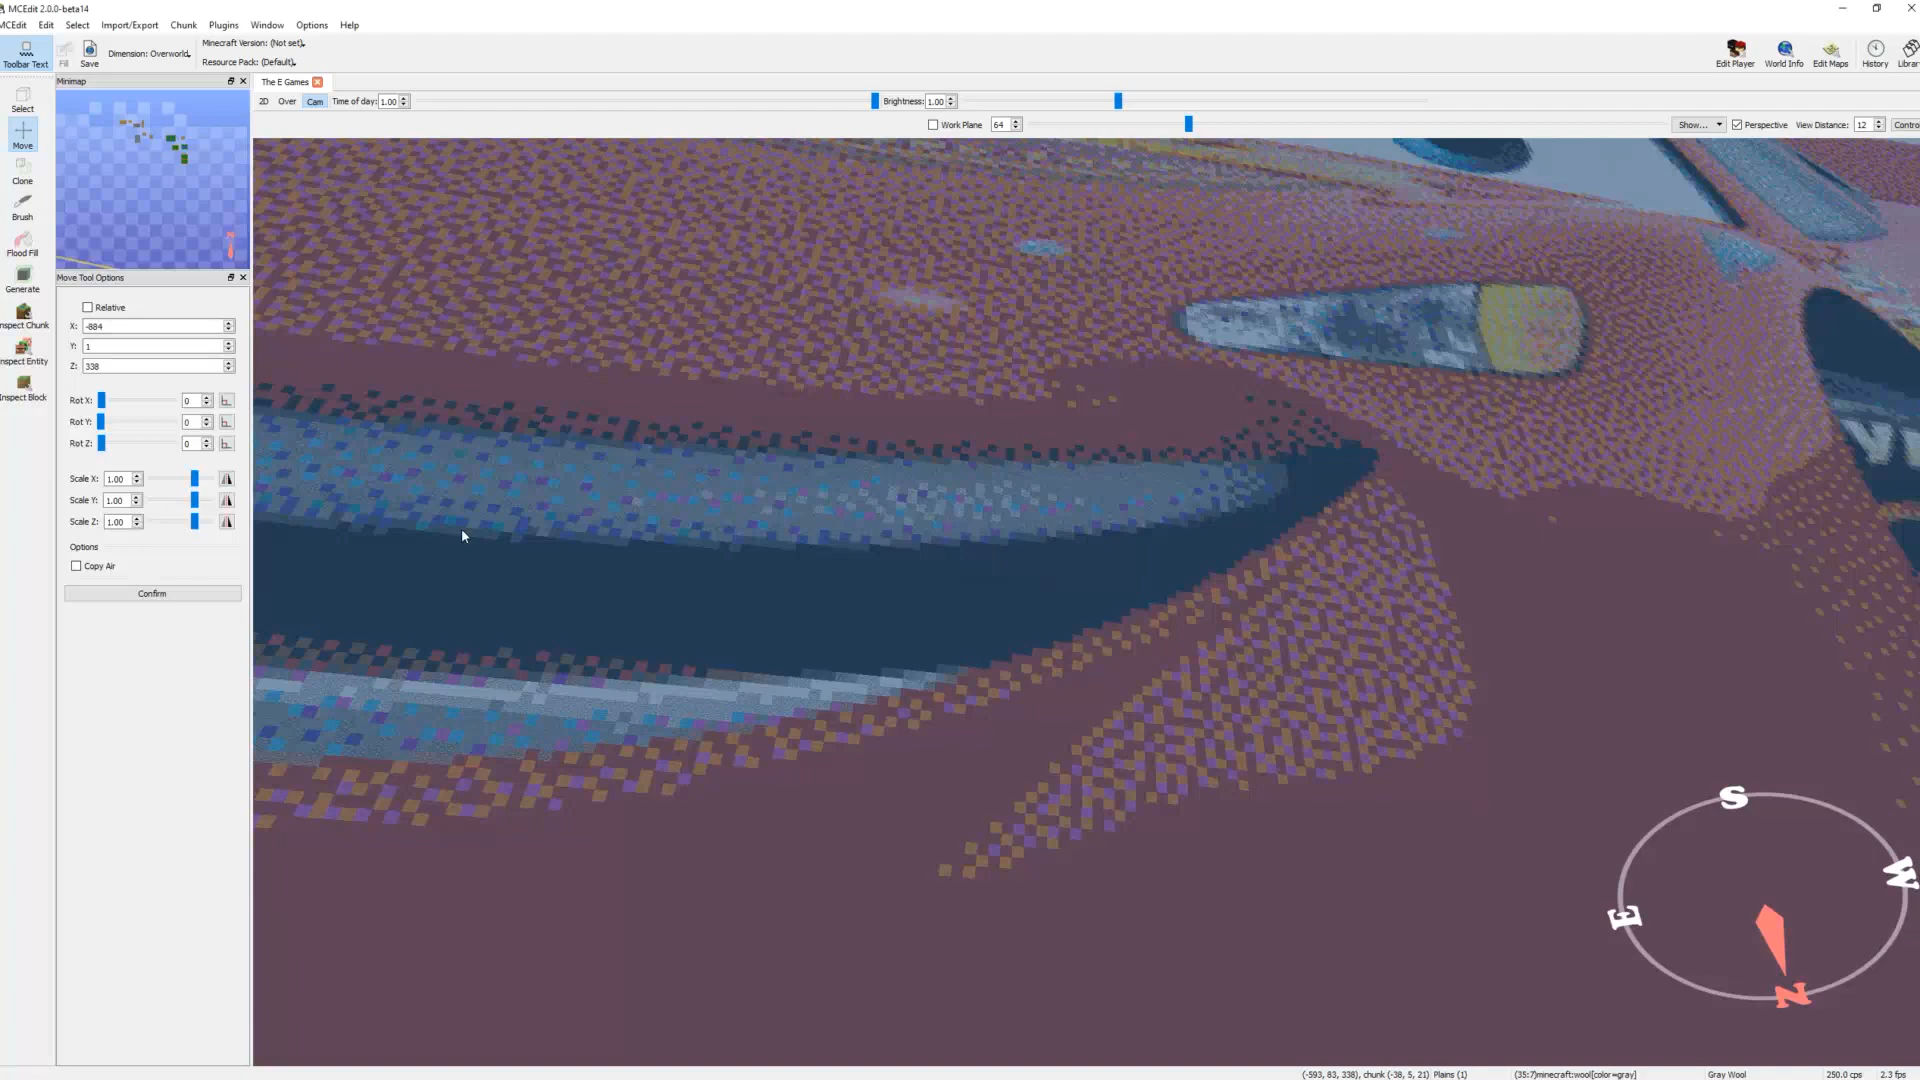 MCEdit 2.0.0-beta14
MCEdit Edit Select Import/Export Chunk Plugins Window Options Help
Toolbar Text
Fill
Save
Dimension: Overworld
Minecraft Version: (Not set)
Resource Pack: (Default)
Edit Player
World Info
Edit Maps
History
Minimap
The E Games
2D Over Cam Time of day: 1.00 Brightness: 1.00
Work Plane 64 Show... Perspective View Distance: 12
Select
Move
Clone
Brush
Flood Fill
Generate
Inspect Chunk
Inspect Entity
Inspect Block
N
Move Tool Options
Relative
X: -884
Y: 1
Z: 338
Rot X: 0
Rot Y: 0
Rot Z: 0
Scale X: 1.00
Scale Y: 1.00
Scale Z: 1.00
Options
Copy Air
Confirm
S
W
E
N
(-593, 83, 338), chunk (-38, 5, 21) Plains (1) (35:7)minecraft:wool[color=gray] Gray Wool 250.0 cps 2.3 fps